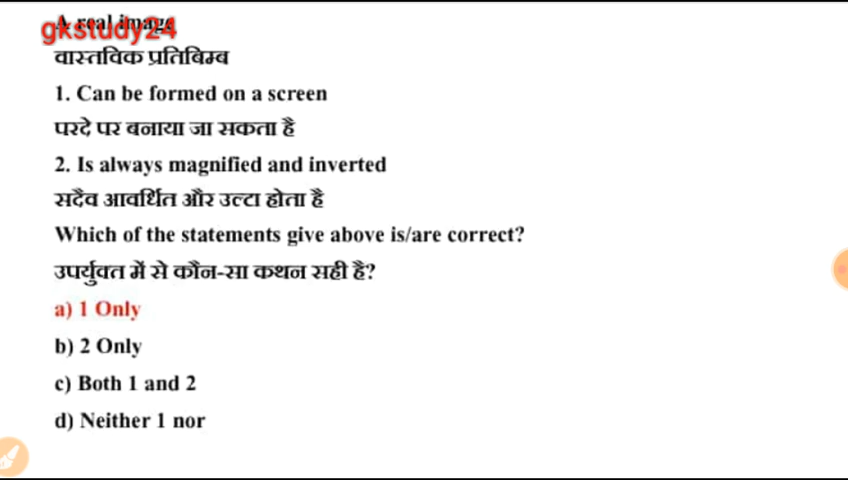 A real image
gkstudy24
वास्तविक प्रतिबिम्ब
1. Can be formed on a screen
परदे पर बनाया जा सकता है
2. Is always magnified and inverted
सदैव आवर्धित और उल्टा होता है
Which of the statements give above is/are correct?
उपर्युक्त में से कौन-सा कथन सही है?
a) 1 Only
b) 2 Only
c) Both 1 and 2
d) Neither 1 nor